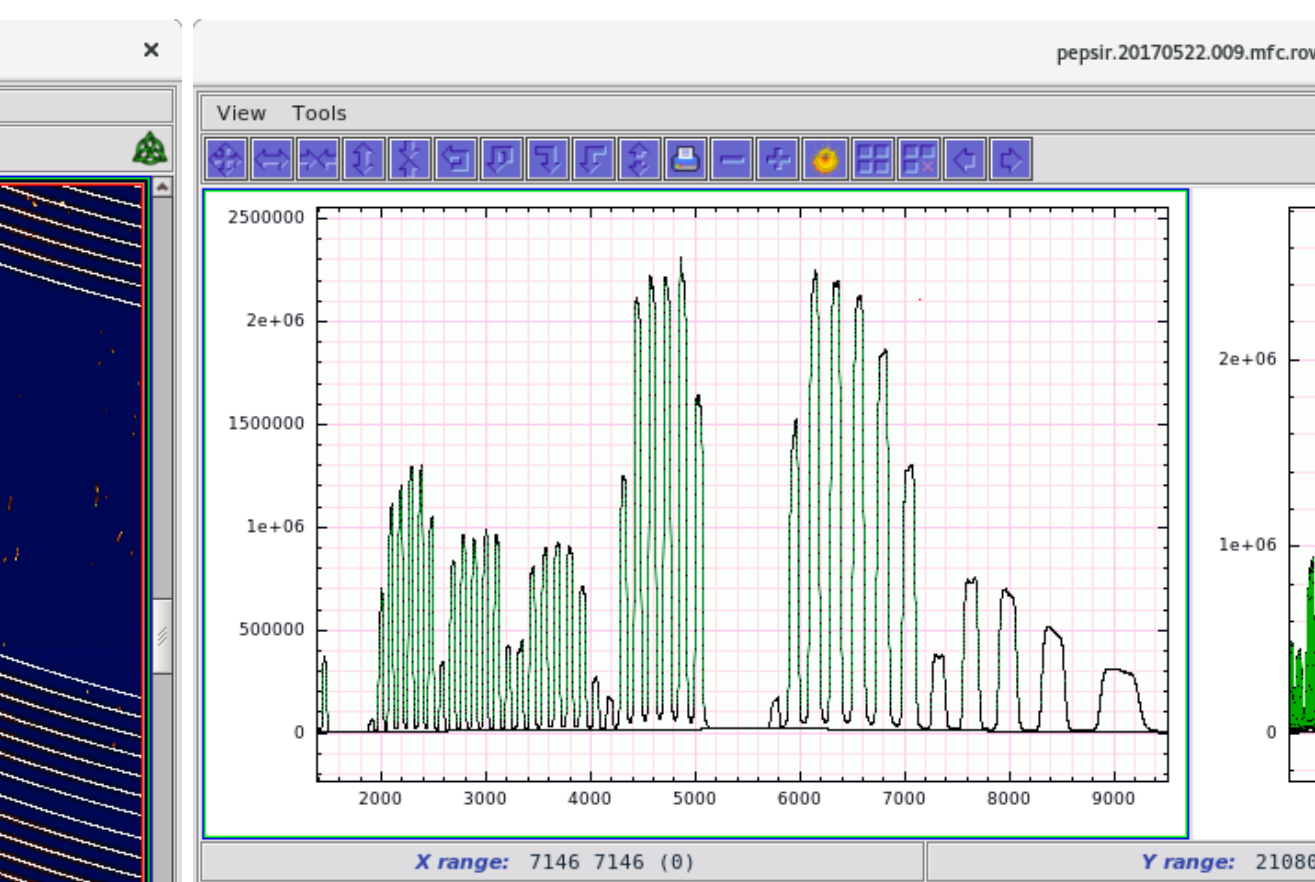 pepsir.20170522.009.mfc.rov
View Tools
2500000
2e+06
1500000
1e+06
500000
0
2000 3000 4000 5000 6000 7000 8000 9000
2e+06
1e+06
0
X range: 7146 7146 (0)
Y range: 21080